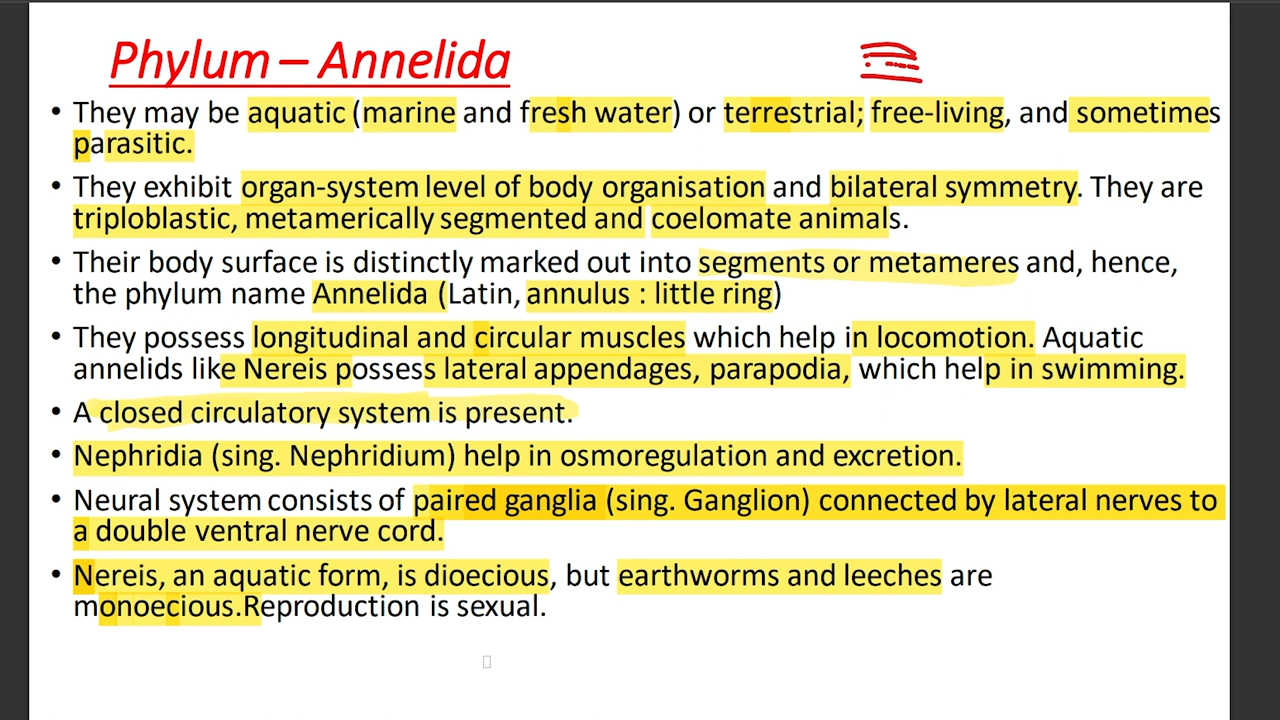 Phylum – Annelida
• They may be aquatic (marine and fresh water) or terrestrial; free-living, and sometimes
parasitic.
• They exhibit organ-system level of body organisation and bilateral symmetry. They are
triploblastic, metamerically segmented and coelomate animals.
• Their body surface is distinctly marked out into segments or metameres and, hence,
the phylum name Annelida (Latin, annulus : little ring)
• They possess longitudinal and circular muscles which help in locomotion. Aquatic
annelids like Nereis possess lateral appendages, parapodia, which help in swimming.
• A closed circulatory system is present.
• Nephridia (sing. Nephridium) help in osmoregulation and excretion.
• Neural system consists of paired ganglia (sing. Ganglion) connected by lateral nerves to
a double ventral nerve cord.
• Nereis, an aquatic form, is dioecious, but earthworms and leeches are
monoecious.Reproduction is sexual.